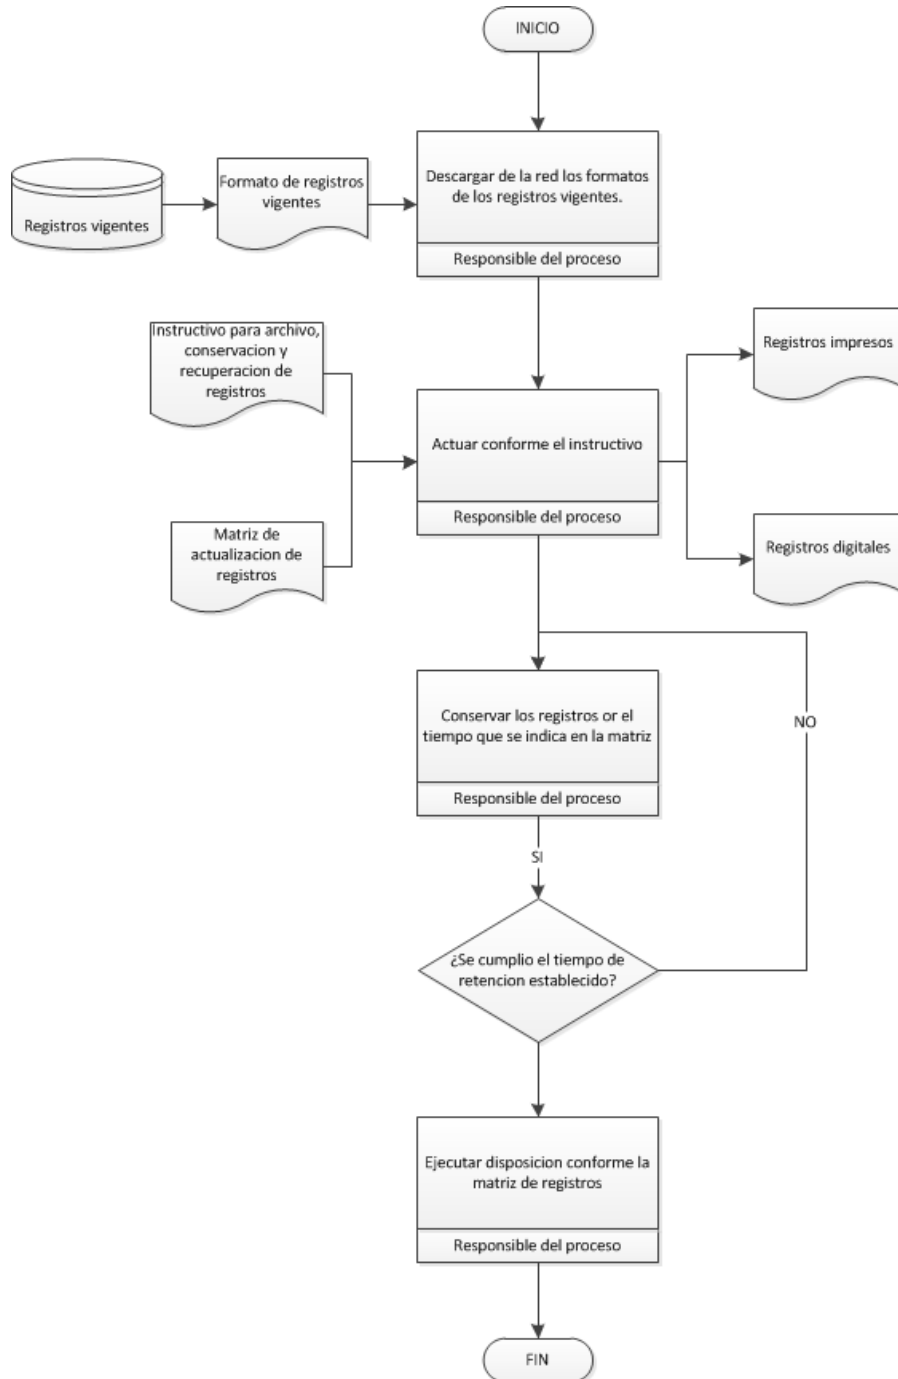 INICIO
Descargar de la red los formatos
de los registros vigentes.
Responsible del proceso
Registros vigentes
Formato de registros
vigentes
Instructivo para archivo,
conservacion y
recuperacion de
registros
Matriz de
actualizacion de
registros
Actuar conforme el instructivo
Responsible del proceso
Registros impresos
Registros digitales
Conservar los registros or el
tiempo que se indica en la matriz
Responsible del proceso
NO
SI
¿Se cumplio el tiempo de
retencion establecido?
Ejecutar disposicion conforme la
matriz de registros
Responsible del proceso
FIN